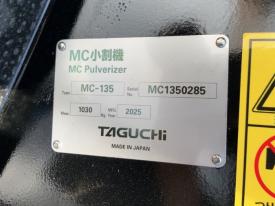 MC小割機
MC Pulverizer
Type MC-135 Serial No. MC1350285
Mass 1030 Kg MFG. Year 2025
TAGUCHI
MADE IN JAPAN